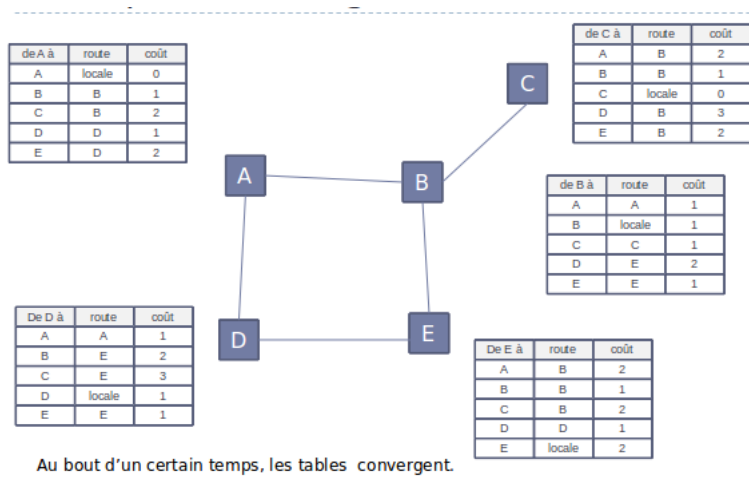 de A à route coût
A locale 0
B B 1
C B 2
D D 1
E D 2
de C à route coût
A B 2
B B 1
C locale 0
D B 3
E B 2
C
A
B
de B à route coût
A A 1
B locale 1
C C 1
D E 2
E E 1
De D à route coût
A A 1
B E 2
C E 3
D locale 1
E E 1
D
E
De E à route coût
A B 2
B B 1
C B 2
D D 1
E locale 2
Au bout d'un certain temps, les tables convergent.